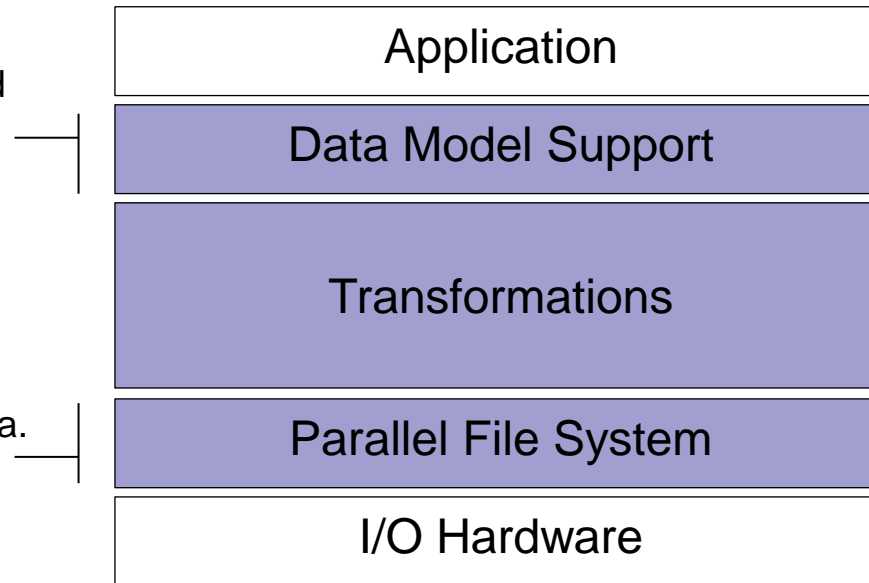 Application
Data Model Support
Transformations
a.
Parallel File System
I/O Hardware